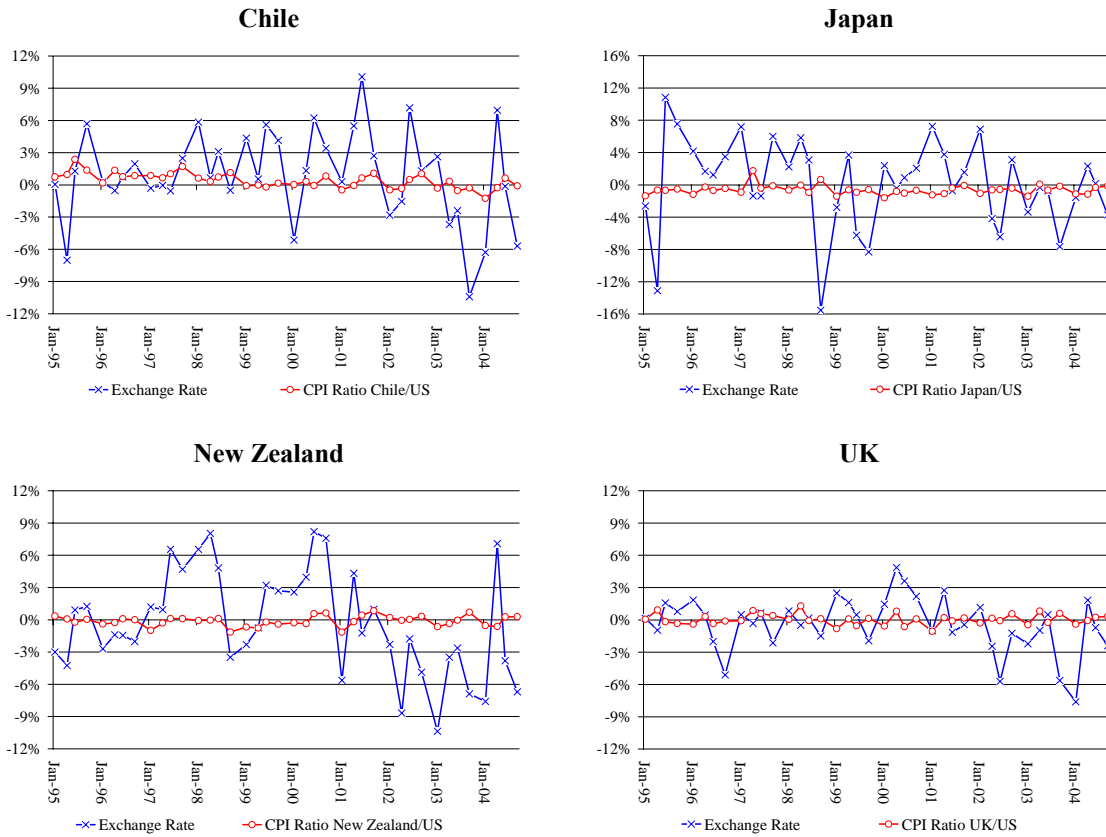 Chile
12%
9%
6%
3%
0%
-3%
-6%
-9%
-12%
Jan-95
Jan-96
Jan-97
Jan-98
Jan-99
Jan-00
Jan-01
Jan-02
Jan-03
Jan-04
Exchange Rate
CPI Ratio Chile/US
Japan
16%
12%
8%
4%
0%
-4%
-8%
-12%
-16%
Jan-95
Jan-96
Jan-97
Jan-98
Jan-99
Jan-00
Jan-01
Jan-02
Jan-03
Jan-04
Exchange Rate
CPI Ratio Japan/US
New Zealand
12%
9%
6%
3%
0%
-3%
-6%
-9%
-12%
Jan-95
Jan-96
Jan-97
Jan-98
Jan-99
Jan-00
Jan-01
Jan-02
Jan-03
Jan-04
Exchange Rate
CPI Ratio New Zealand/US
UK
12%
9%
6%
3%
0%
-3%
-6%
-9%
-12%
Jan-95
Jan-96
Jan-97
Jan-98
Jan-99
Jan-00
Jan-01
Jan-02
Jan-03
Jan-04
Exchange Rate
CPI Ratio UK/US